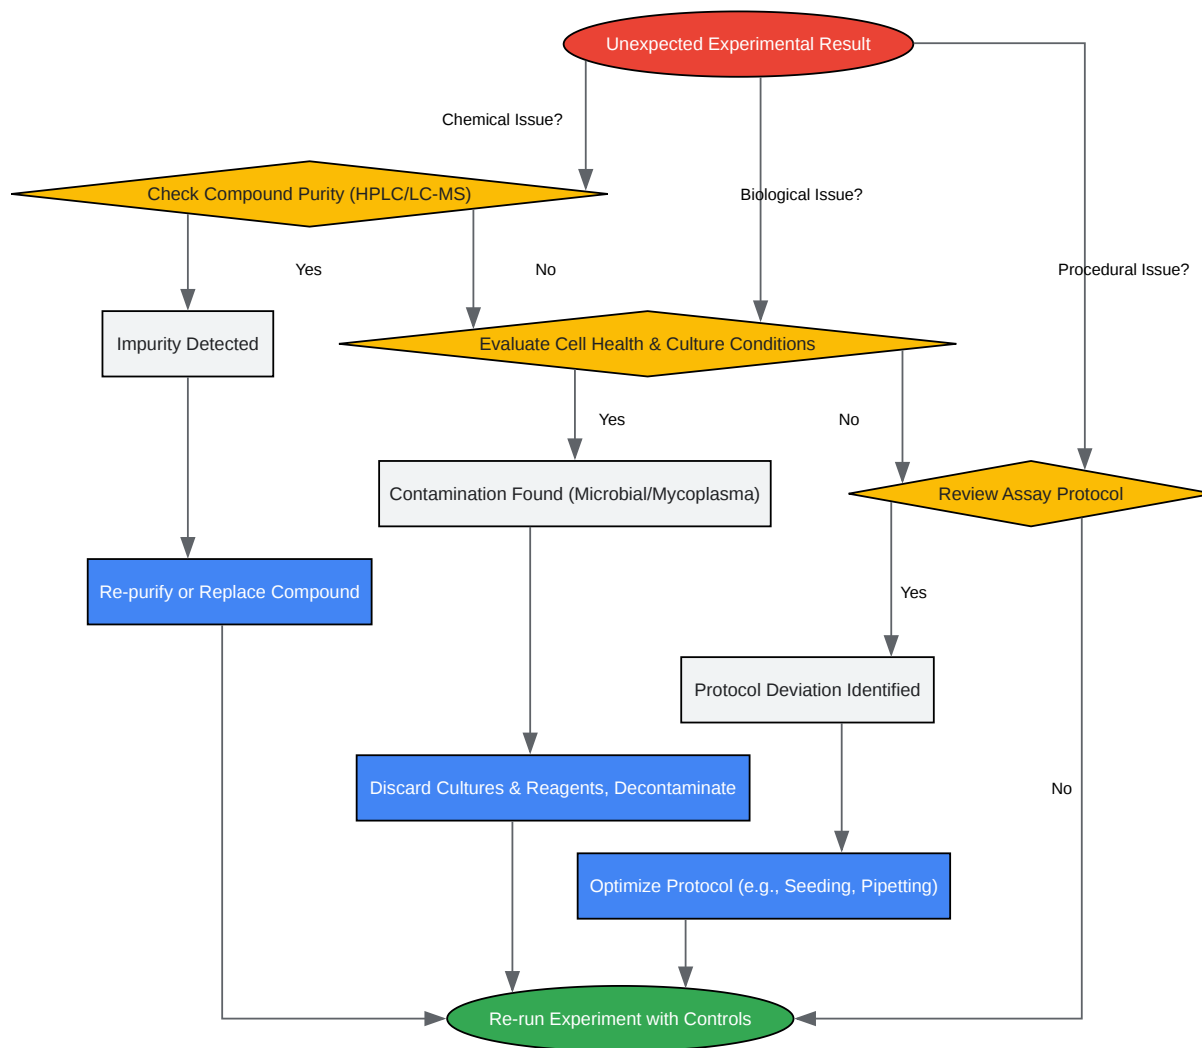 Unexpected Experimental Result
Chemical Issue?
Check Compound Purity (HPLC/LC-MS)
Biological Issue?
Yes
No
Procedural Issue?
Impurity Detected
Evaluate Cell Health & Culture Conditions
Yes
No
Contamination Found (Microbial/Mycoplasma)
Review Assay Protocol
Re-purify or Replace Compound
Yes
Protocol Deviation Identified
Discard Cultures & Reagents, Decontaminate
No
Optimize Protocol (e.g., Seeding, Pipetting)
Re-run Experiment with Controls